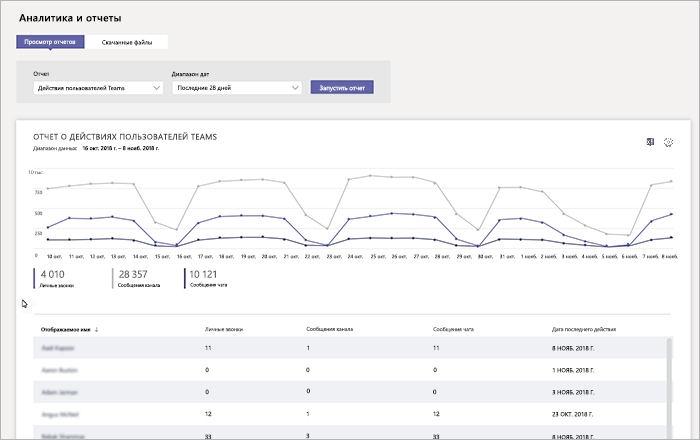 Аналитика и отчеты
Просмотр отчетов Скачанные файлы
Отчет Диапазон дат
Действия пользователей Teams Последние 28 дней Запустить отчет
ОТЧЕТ О ДЕЙСТВИЯХ ПОЛЬЗОВАТЕЛЕЙ TEAMS
Диапазон данных: 16 окт. 2018 г. – 8 нояб. 2018 г.
10 тыс.
750
500
250
0
10 окт. 11 окт. 12 окт. 13 окт. 14 окт. 15 окт. 16 окт. 17 окт. 18 окт. 19 окт. 20 окт. 21 окт. 22 окт. 23 окт. 24 окт. 25 окт. 26 окт. 27 окт. 28 окт. 29 окт. 30 окт. 31 окт. 1 нояб. 2 нояб. 3 нояб. 4 нояб. 5 нояб. 6 нояб. 7 нояб. 8 нояб.
4 010 28 357 10 121
Личные звонки Сообщения канала Сообщения чата
Отображаемое имя ↓ Личные звонки Сообщения канала Сообщения чата Дата последнего действия
11 1 11 8 НОЯБ. 2018 Г.
0 0 0 1 НОЯБ. 2018 Г.
0 0 0 3 НОЯБ. 2018 Г.
12 1 12 23 ОКТ. 2018 Г.
33 3 33 8 НОЯБ. 2018 Г.